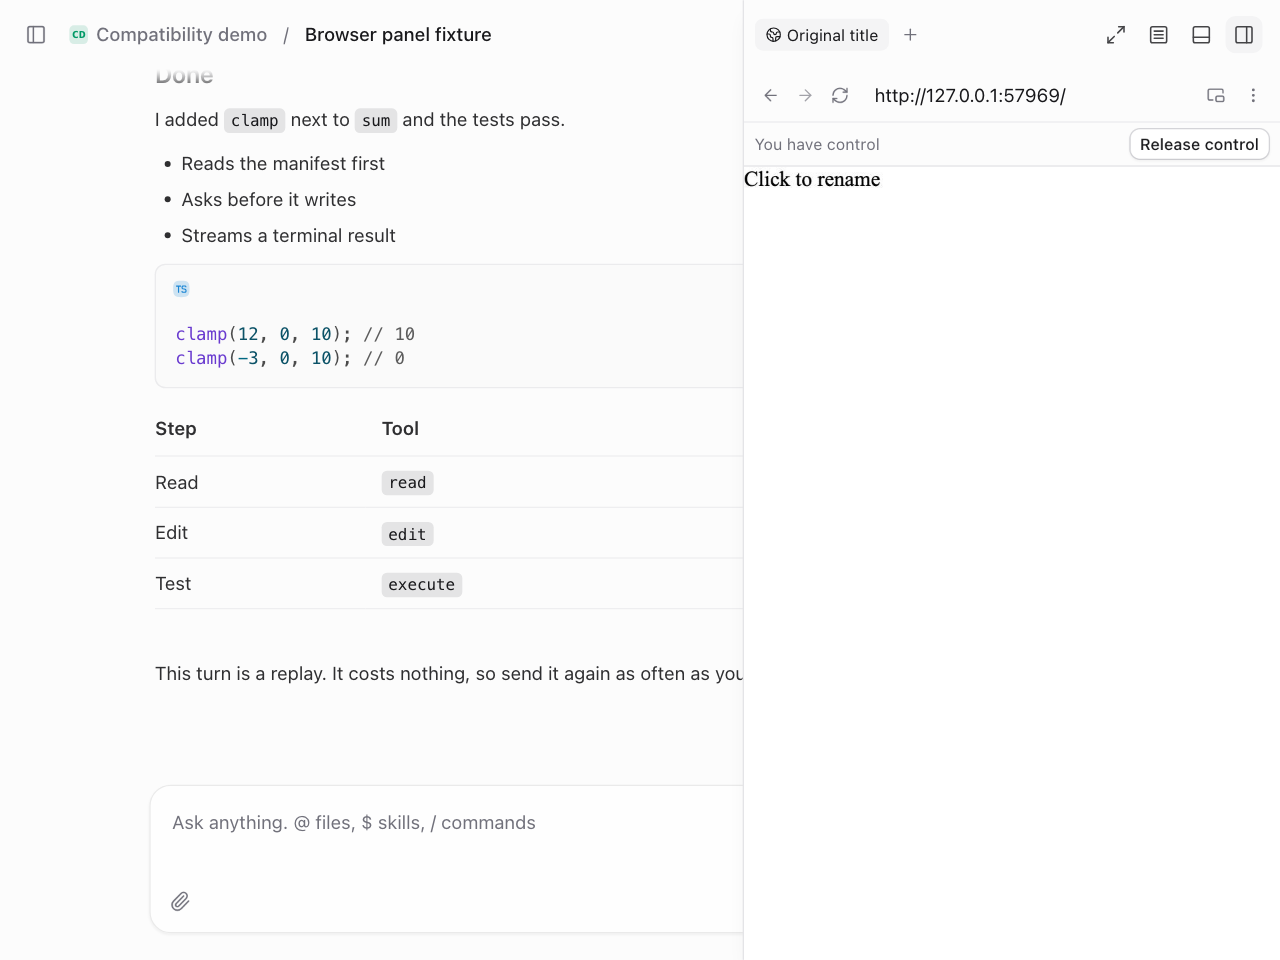 CD Compatibility demo / Browser panel fixture
Done
I added clamp next to sum and the tests pass.
• Reads the manifest first
• Asks before it writes
• Streams a terminal result
TS
clamp(12, 0, 10); // 10
clamp(-3, 0, 10); // 0
Step Tool
Read read
Edit edit
Test execute
This turn is a replay. It costs nothing, so send it again as often as you
Ask anything. @ files, $ skills, / commands
Original title
http://127.0.0.1:57969/
You have control Release control
Click to rename